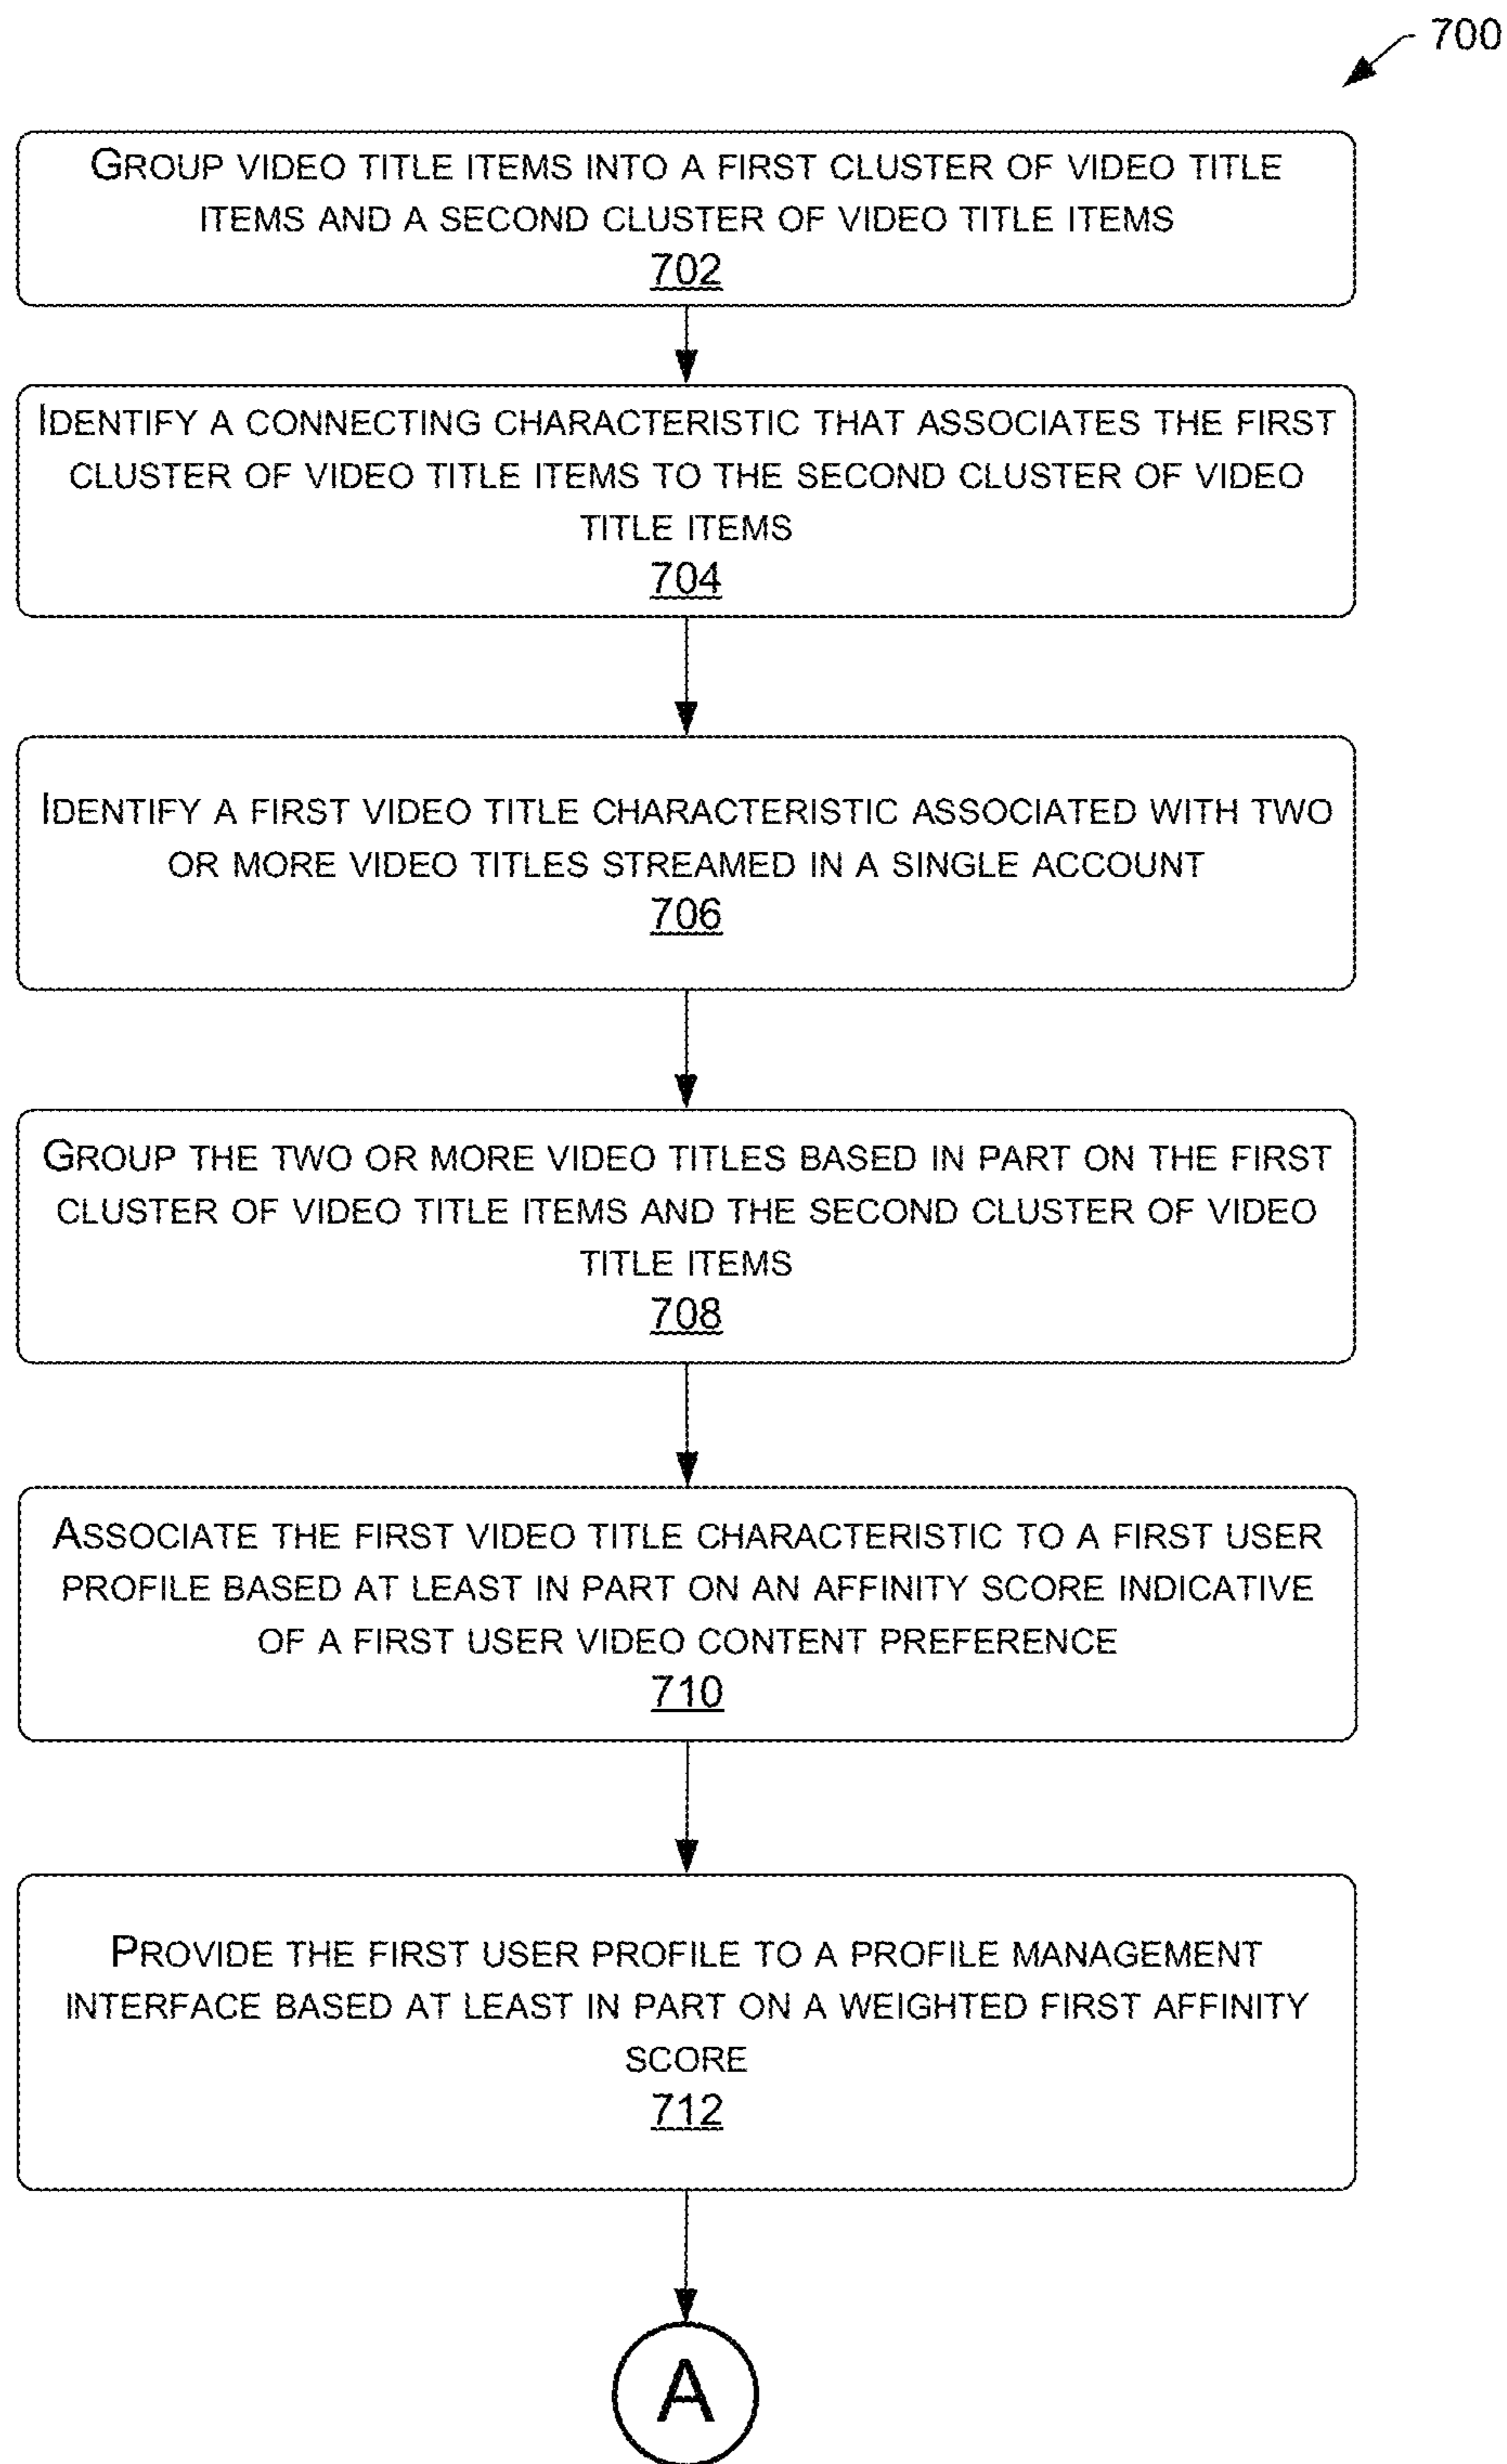 700
GROUP VIDEO TITLE ITEMS INTO A FIRST CLUSTER OF VIDEO TITLE
ITEMS AND A SECOND CLUSTER OF VIDEO TITLE ITEMS
702
IDENTIFY A CONNECTING CHARACTERISTIC THAT ASSOCIATES THE FIRST
CLUSTER OF VIDEO TITLE ITEMS TO THE SECOND CLUSTER OF VIDEO
TITLE ITEMS
704
IDENTIFY A FIRST VIDEO TITLE CHARACTERISTIC ASSOCIATED WITH TWO
OR MORE VIDEO TITLES STREAMED IN A SINGLE ACCOUNT
706
GROUP THE TWO OR MORE VIDEO TITLES BASED IN PART ON THE FIRST
CLUSTER OF VIDEO TITLE ITEMS AND THE SECOND CLUSTER OF VIDEO
TITLE ITEMS
708
ASSOCIATE THE FIRST VIDEO TITLE CHARACTERISTIC TO A FIRST USER
PROFILE BASED AT LEAST IN PART ON AN AFFINITY SCORE INDICATIVE
OF A FIRST USER VIDEO CONTENT PREFERENCE
710
PROVIDE THE FIRST USER PROFILE TO A PROFILE MANAGEMENT
INTERFACE BASED AT LEAST IN PART ON A WEIGHTED FIRST AFFINITY
SCORE
712
A